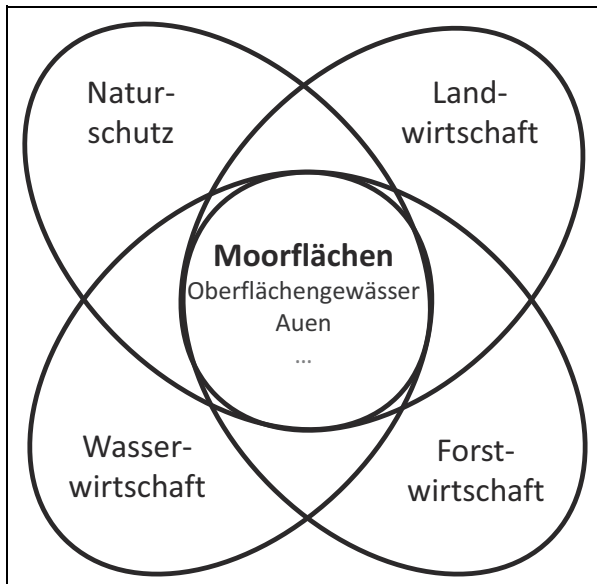 Natur-
schutz
Land-
wirtschaft
Moorflächen
Oberflächengewässer
Auen
...
Wasser-
wirtschaft
Forst-
wirtschaft